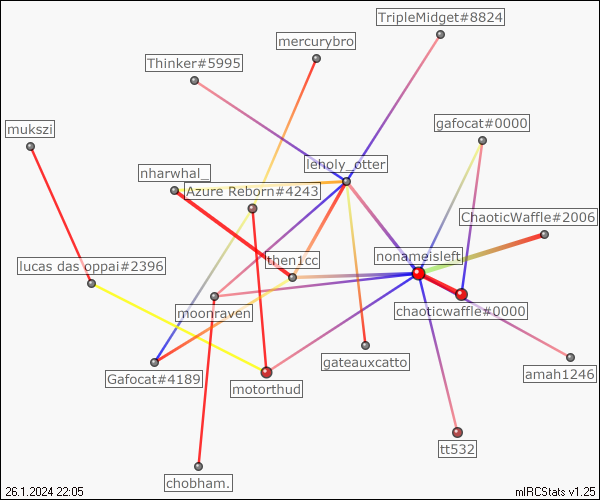 TripleMidget#8824
mercurybro
Thinker#5995
gafocat#0000
mukszi
leholy_otter
nharwhal_
Azure Reborn#4243
ChaoticWaffle#2006
nonameisleft
then1cc
lucas das oppai#2396
moonraven
chaoticwaffle#0000
gateauxcatto
amah1246
Gafocat#4189
motorthud
tt532
chobham.
26.1.2024 22:05
mIRCStats v1.25